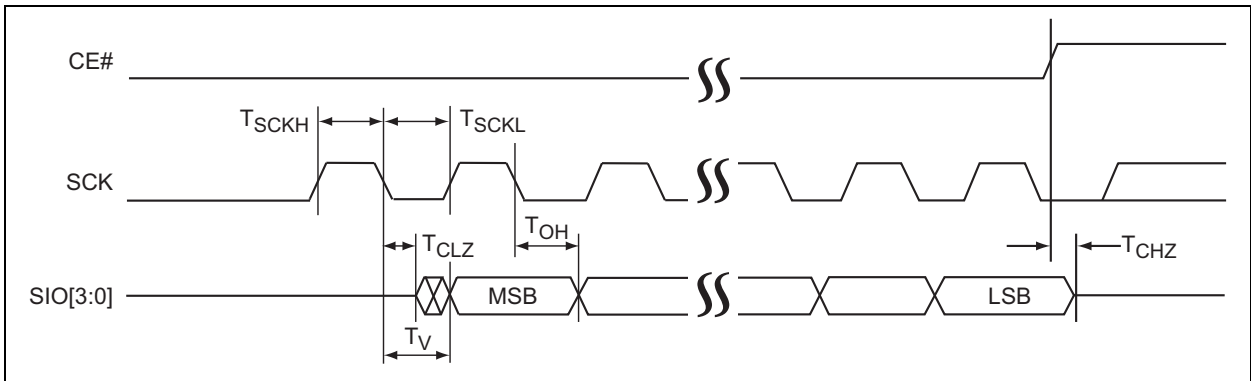 CE#
TSCKH
TSCKL
SCK
TOH
TCLZ
TCHZ
SIO[3:0]
MSB
LSB
TV